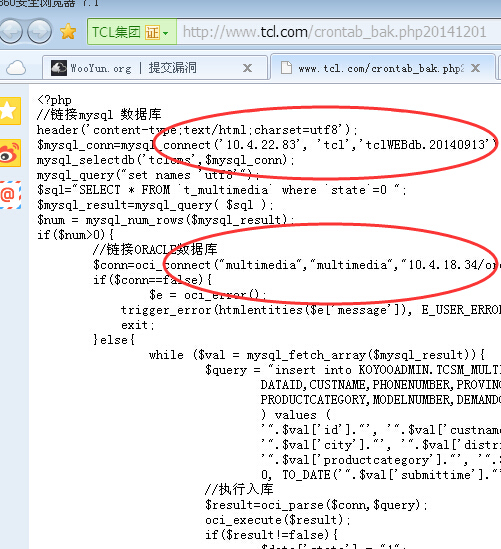 360安全浏览器 7.1
TCL集团 证 http://www.tcl.com/crontab_bak.php20141201
WooYun.org | 提交漏洞 www.tcl.com/crontab_bak.php2
<?php
//链接mysql 数据库
header('content-type;text/html;charset=utf8');
$mysql_conn=mysql_connect('10.4.22.83', 'tcl','tclWEBdb.20140913')
mysql_selectdb('tclcms',$mysql_conn);
mysql_query("set names 'utf8'");
$sql="SELECT * FROM `t_multimedia` where `state`=0 ";
$mysql_result=mysql_query( $sql );
$num = mysql_num_rows($mysql_result);
if($num>0){
//链接ORACLE数据库
$conn=oci_connect("multimedia","multimedia","10.4.18.34/or
if($conn==false){
$e = oci_error();
trigger_error(htmlentities($e['message']), E_USER_ERRO
exit;
}else{
while ($val = mysql_fetch_array($mysql_result)){
$query = "insert into KOYOOADMIN.TCSM_MULTI
DATAID,CUSTNAME,PHONENUMBER,PROVINC
PRODUCTCATEGORY,MODELNUMBER,DEMANDC
) values (
'".$val['id']."', '".$val['custname
'".$val['city']."', '".$val['distri
'".$val['productcategory']."', '".$
0, TO_DATE('".$val['submittime']."'
//执行入库
$result=oci_parse($conn,$query);
oci_execute($result);
if($result!=false){
$data['state'] = "1";